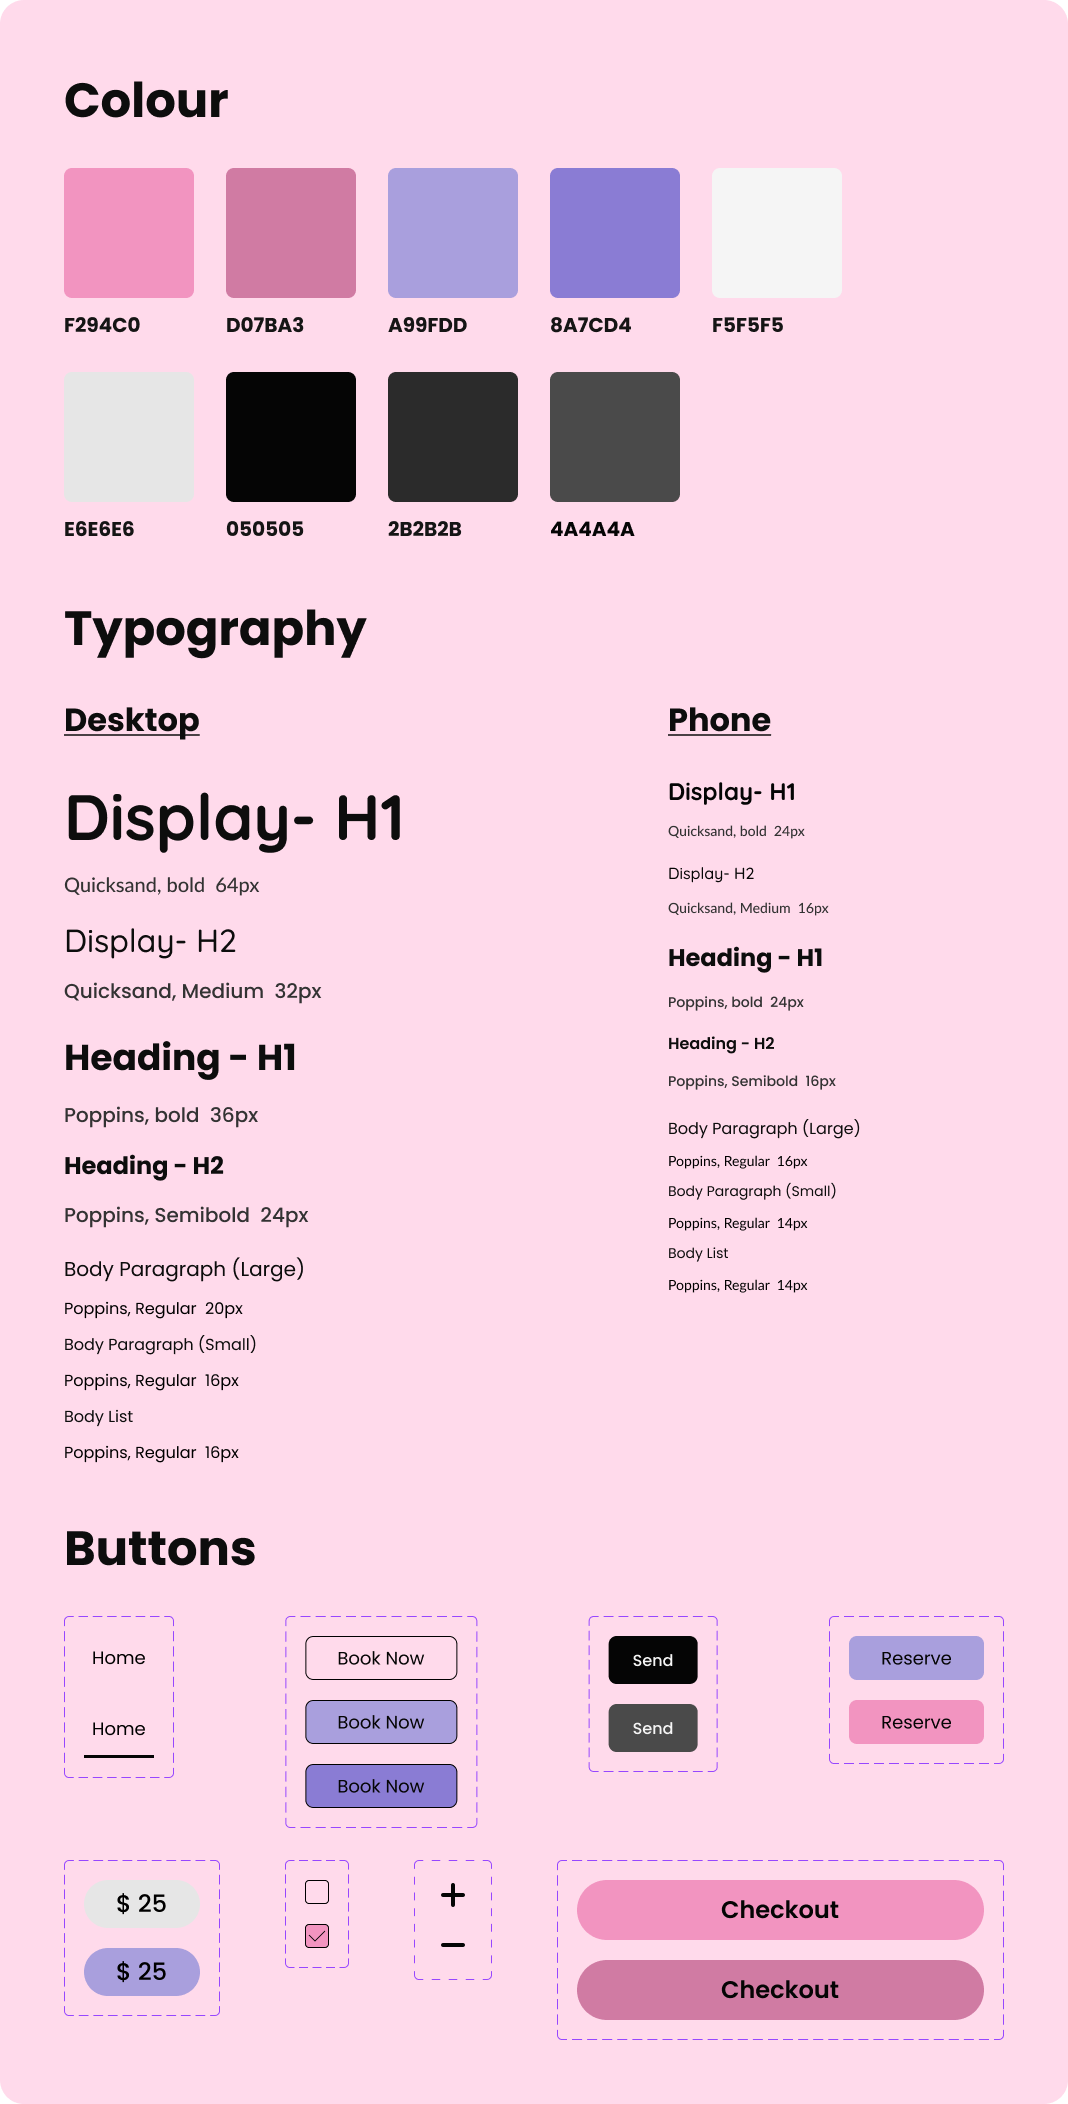 Colour
F294C0
D07BA3
A99FDD
8A7CD4
F5F5F5
E6E6E6
050505
2B2B2B
4A4A4A
Typography
Desktop
Display- H1
Quicksand, bold 64px
Display- H2
Quicksand, Medium 32px
Heading - H1
Poppins, bold 36px
Heading - H2
Poppins, Semibold 24px
Body Paragraph (Large)
Poppins, Regular 20px
Body Paragraph (Small)
Poppins, Regular 16px
Body List
Poppins, Regular 16px
Phone
Display- H1
Quicksand, bold 24px
Display- H2
Quicksand, Medium 16px
Heading - H1
Poppins, bold 24px
Heading - H2
Poppins, Semibold 16px
Body Paragraph (Large)
Poppins, Regular 16px
Body Paragraph (Small)
Poppins, Regular 14px
Body List
Poppins, Regular 14px
Buttons
Home
Home
Book Now
Book Now
Book Now
Send
Send
Reserve
Reserve
$ 25
$ 25
+
−
Checkout
Checkout